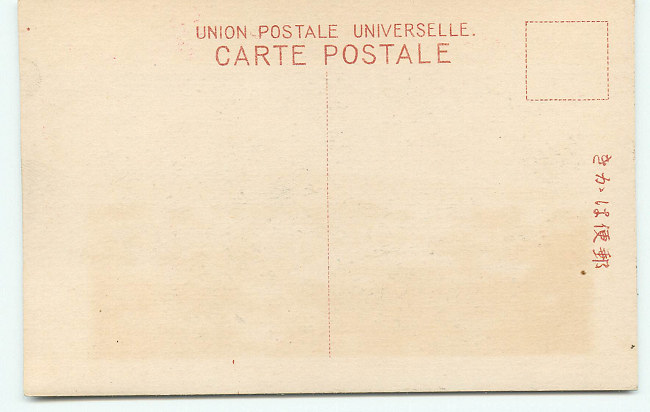 UNION POSTALE UNIVERSELLE.
CARTE POSTALE
きかは便郵